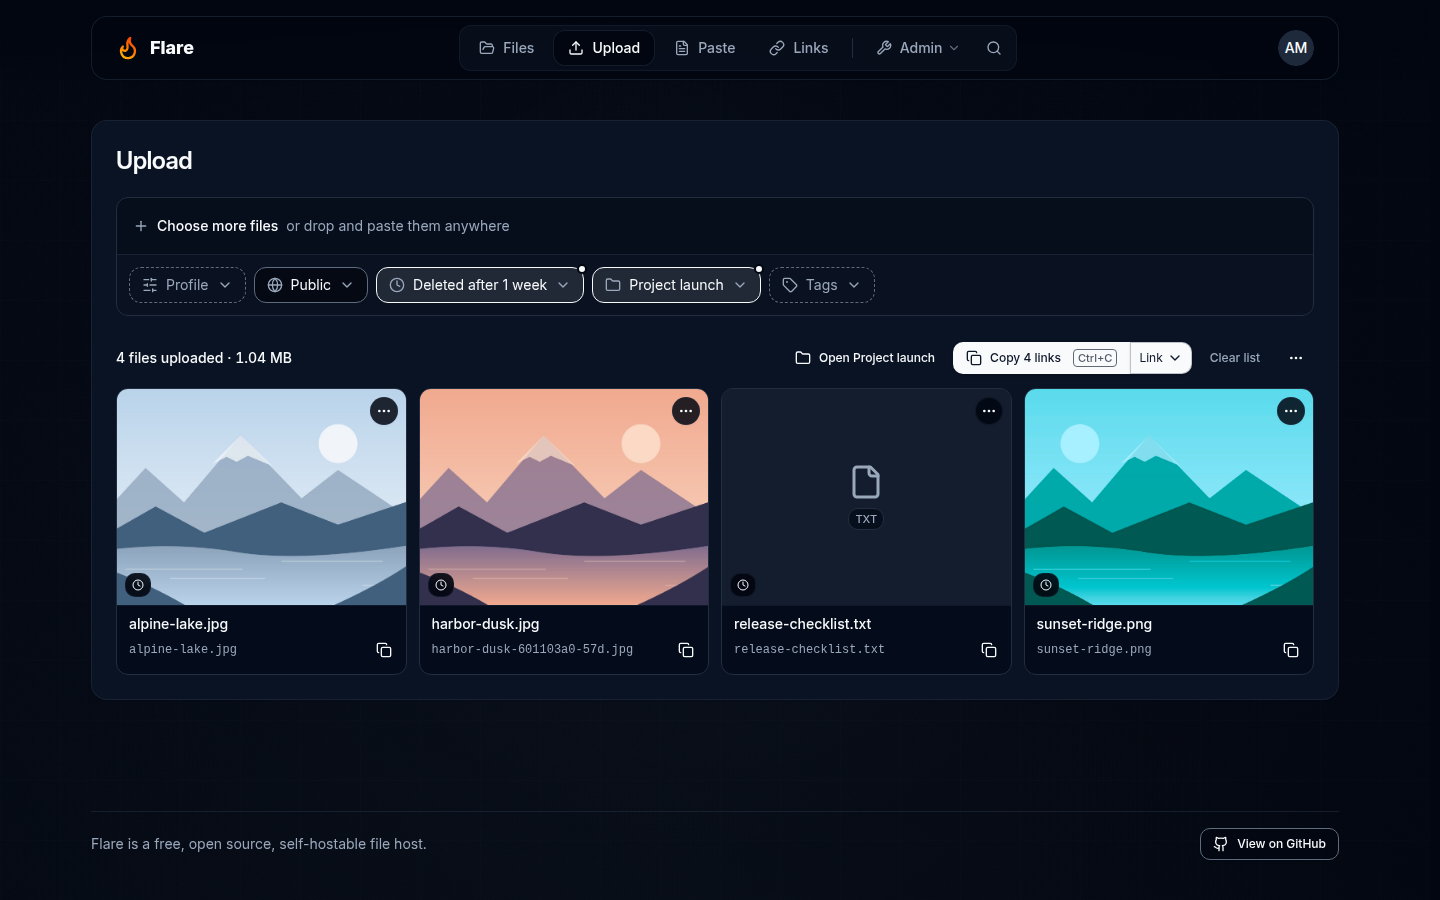 Flare
Files
Upload
Paste
Links
Admin
AM
Upload
Choose more files or drop and paste them anywhere
Profile
Public
Deleted after 1 week
Project launch
Tags
4 files uploaded · 1.04 MB
Open Project launch
Copy 4 links Ctrl+C
Link
Clear list
TXT
alpine-lake.jpg
alpine-lake.jpg
harbor-dusk.jpg
harbor-dusk-601103a0-57d.jpg
release-checklist.txt
release-checklist.txt
sunset-ridge.png
sunset-ridge.png
Flare is a free, open source, self-hostable file host.
View on GitHub